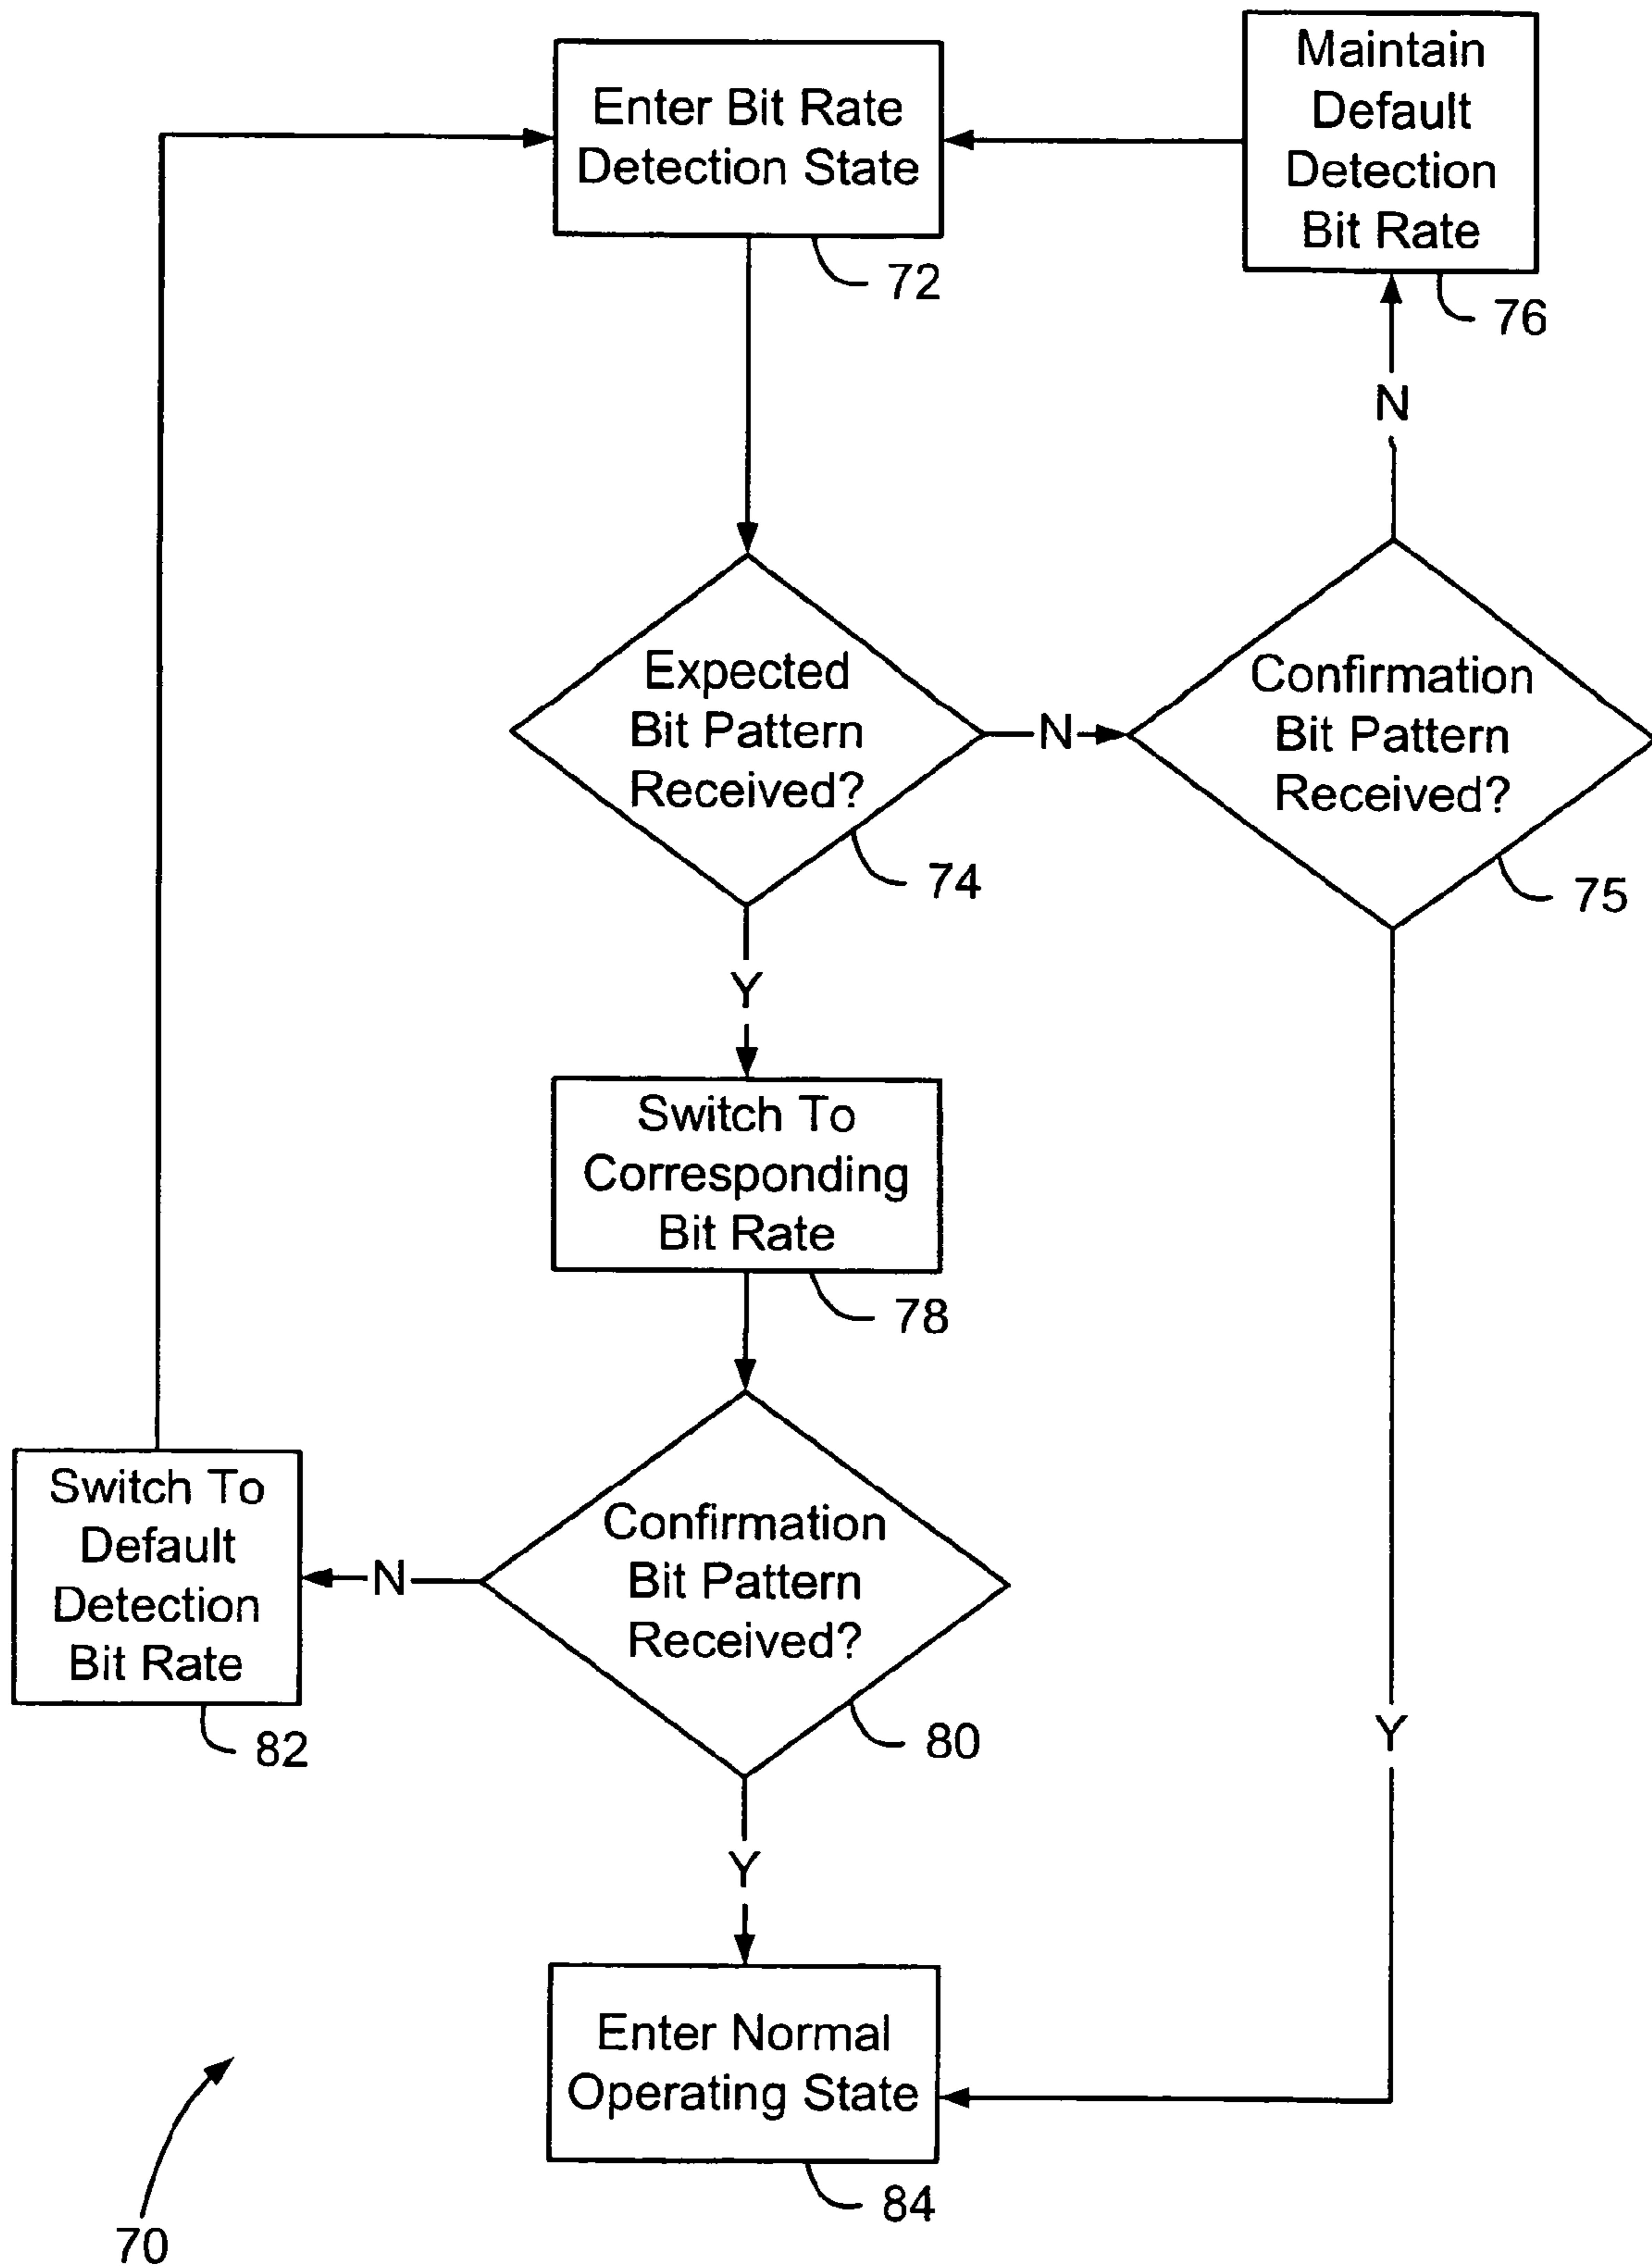 Enter Bit Rate
Detection State
72
Maintain
Default
Detection
Bit Rate
76
N
Expected
Bit Pattern
Received?
74
N
Confirmation
Bit Pattern
Received?
75
Y
Switch To
Corresponding
Bit Rate
78
Switch To
Default
Detection
Bit Rate
82
N
Confirmation
Bit Pattern
Received?
80
Y
Y
Enter Normal
Operating State
84
70